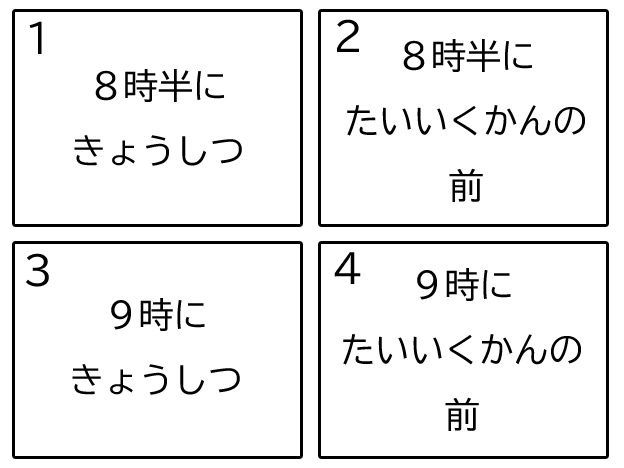 1
８時半に
きょうしつ
2
８時半に
たいいくかんの
前
3
９時に
きょうしつ
4
９時に
たいいくかんの
前